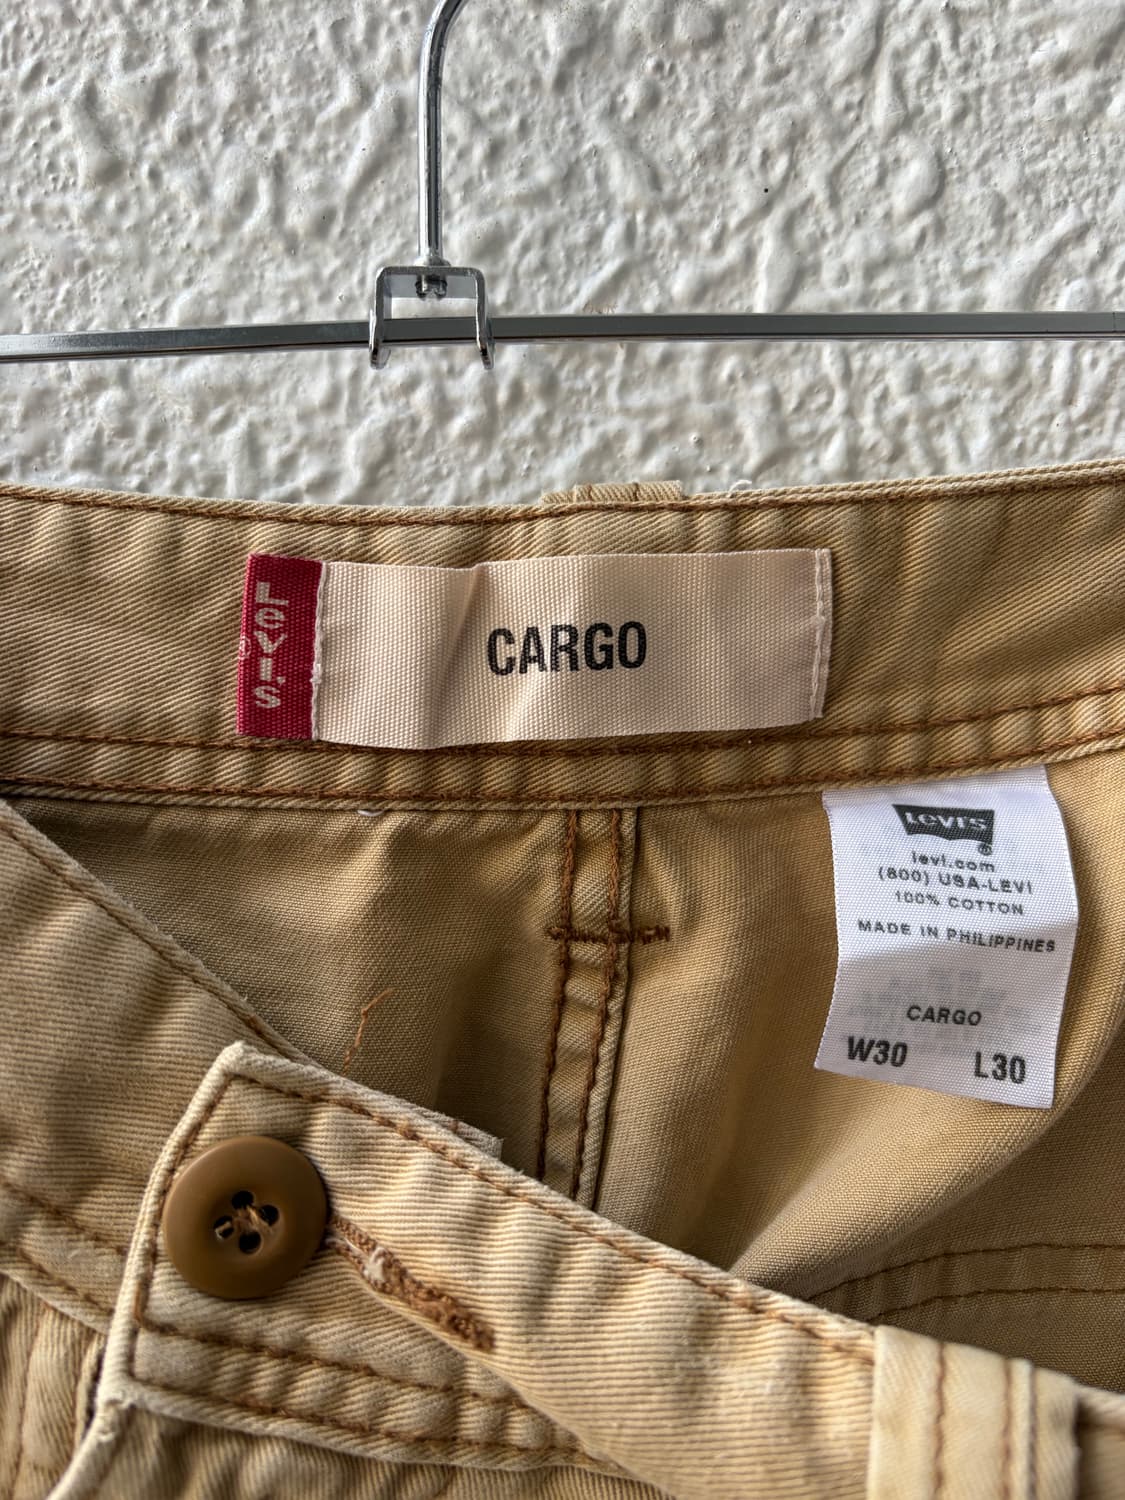 Levi's
CARGO
Levi's
®
levi.com
(800) USA-LEVI
100% COTTON
MADE IN PHILIPPINES
CARGO
W30 L30